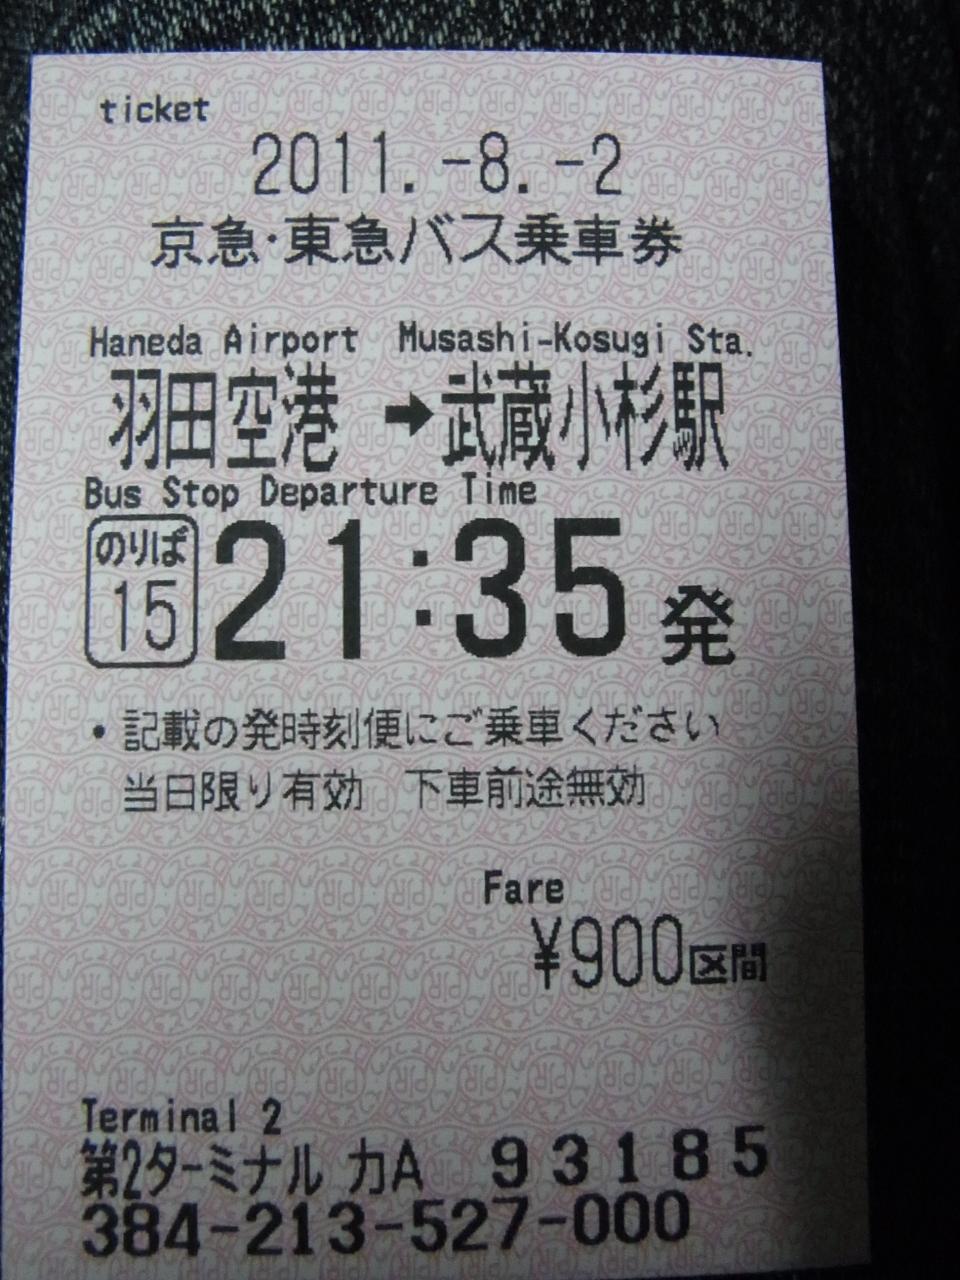 ticket
2011.-8.-2
京急・東急バス乗車券
Haneda Airport Musashi-Kosugi Sta.
羽田空港 ➡ 武蔵小杉駅
Bus Stop Departure Time
のりば
15
21:35 発
・記載の発時刻便にご乗車ください
当日限り有効 下車前途無効
Fare
¥900区間
Terminal 2
第2ターミナル カA 93185
384-213-527-000